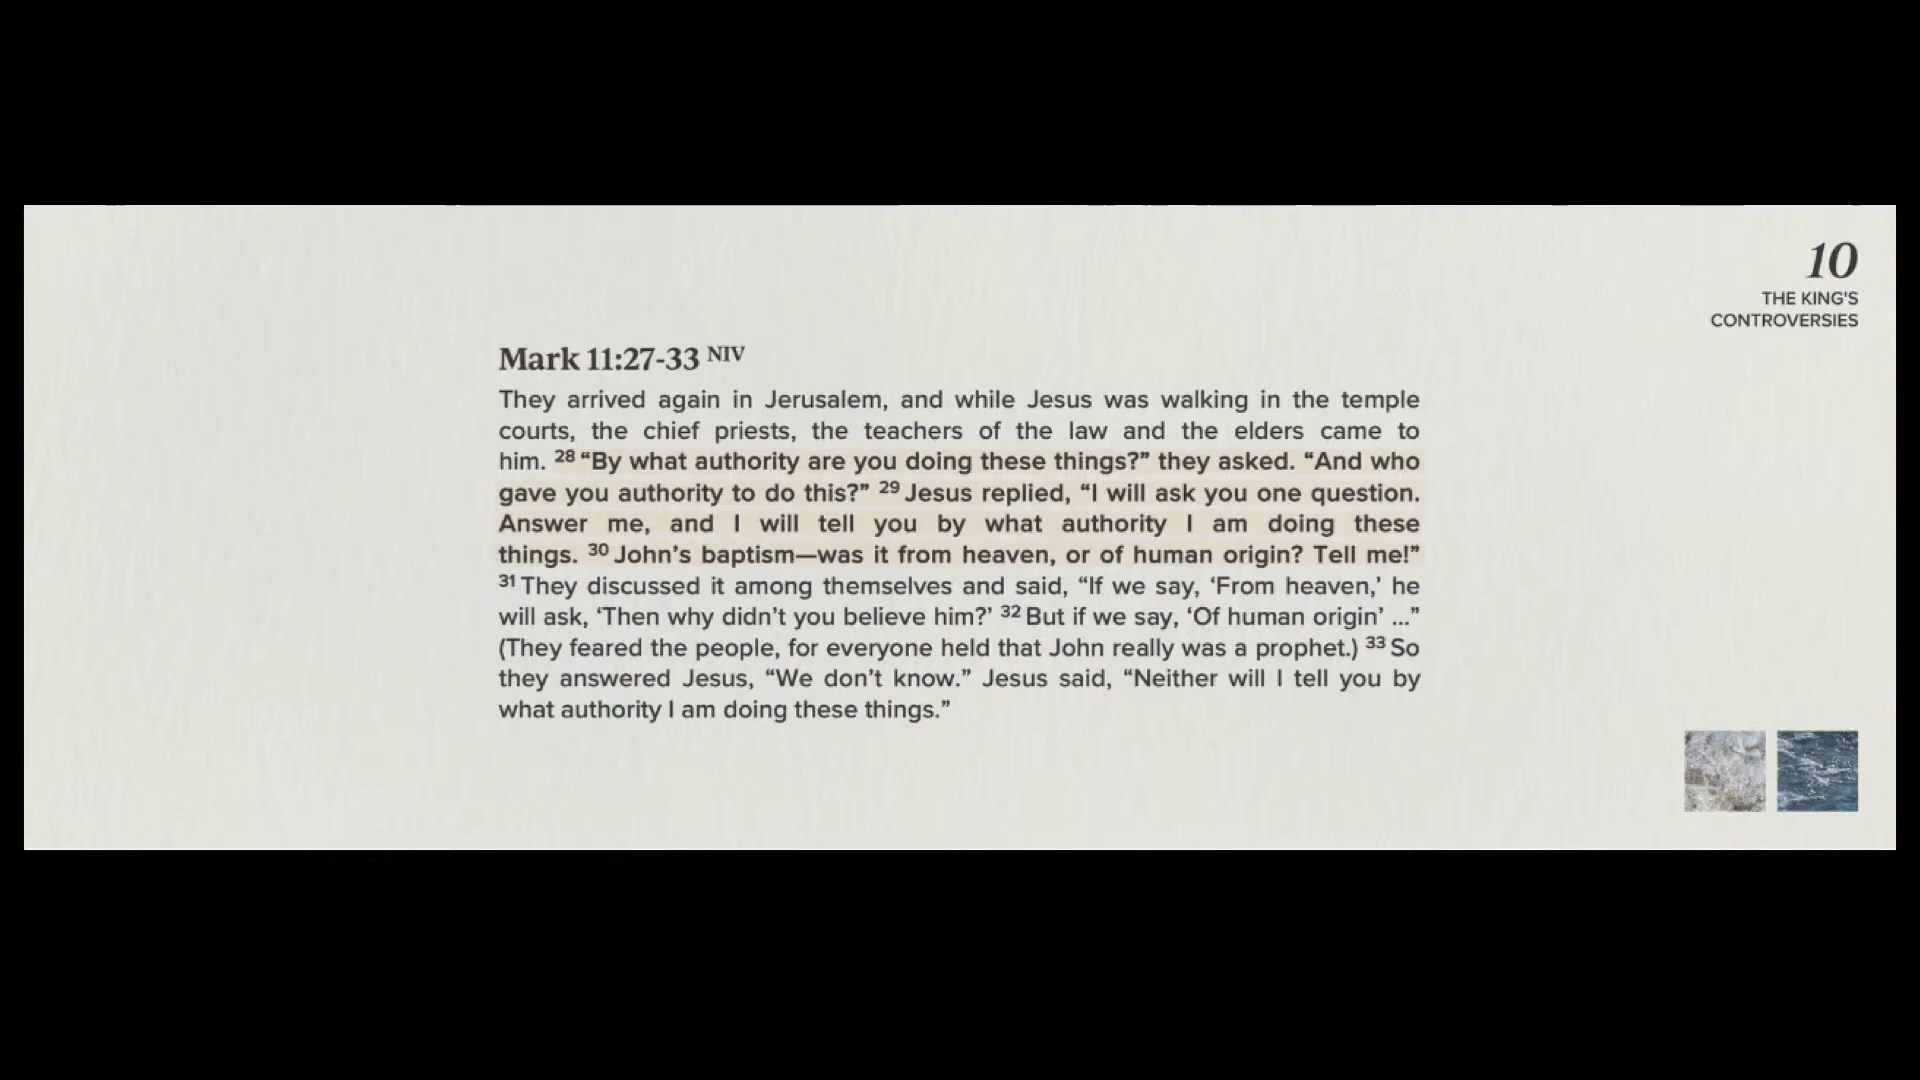 10
THE KING'S
CONTROVERSIES
Mark 11:27-33 NIV
They arrived again in Jerusalem, and while Jesus was walking in the temple
courts, the chief priests, the teachers of the law and the elders came to
him. 28 “By what authority are you doing these things?” they asked. “And who
gave you authority to do this?” 29 Jesus replied, “I will ask you one question.
Answer me, and I will tell you by what authority I am doing these
things. 30 John’s baptism—was it from heaven, or of human origin? Tell me!”
31 They discussed it among themselves and said, “If we say, ‘From heaven,’ he
will ask, ‘Then why didn’t you believe him?’ 32 But if we say, ‘Of human origin’ ...”
(They feared the people, for everyone held that John really was a prophet.) 33 So
they answered Jesus, “We don’t know.” Jesus said, “Neither will I tell you by
what authority I am doing these things.”